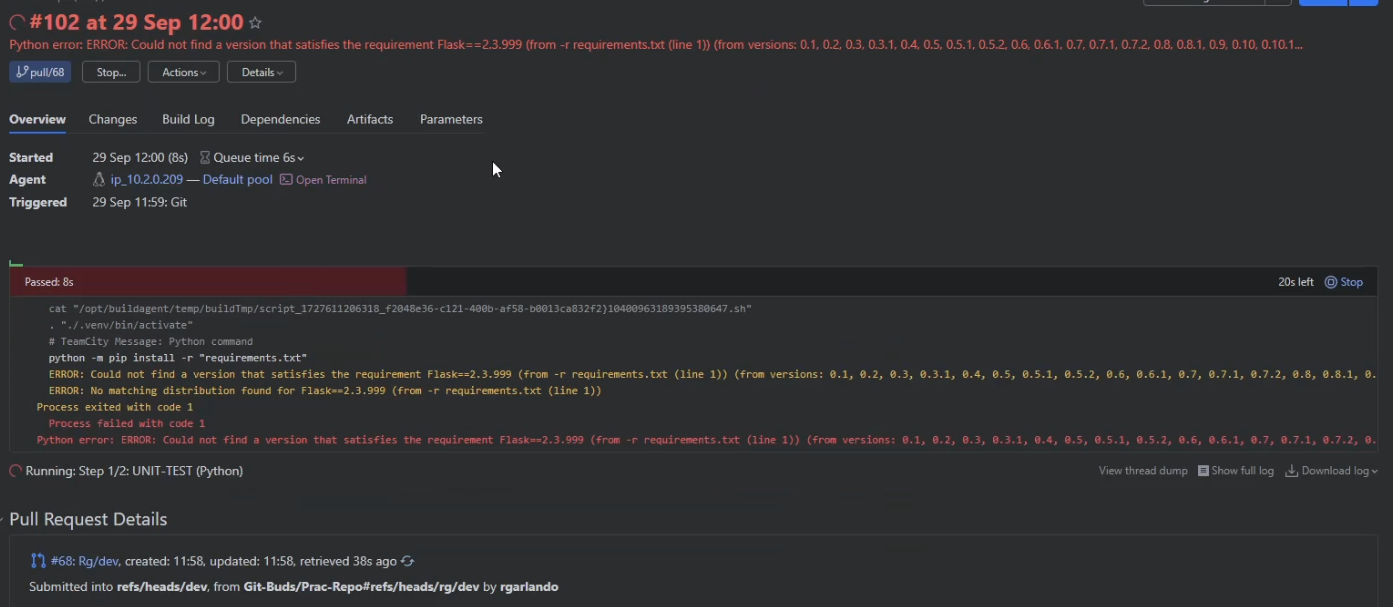 #102 at 29 Sep 12:00
Python error: ERROR: Could not find a version that satisfies the requirement Flask==2.3.999 (from -r requirements.txt (line 1)) (from versions: 0.1, 0.2, 0.3, 0.3.1, 0.4, 0.5, 0.5.1, 0.5.2, 0.6, 0.6.1, 0.7, 0.7.1, 0.7.2, 0.8, 0.8.1, 0.9, 0.10, 0.10.1...
pull/68 Stop... Actions Details
Overview Changes Build Log Dependencies Artifacts Parameters
Started 29 Sep 12:00 (8s) Queue time 6s
Agent ip_10.2.0.209 — Default pool Open Terminal
Triggered 29 Sep 11:59: Git
Passed: 8s 20s left Stop
cat "/opt/buildagent/temp/buildTmp/script_1727611206318_f2048e36-c121-400b-af58-b0013ca832f2}10400963189395380647.sh"
. "./.venv/bin/activate"
# TeamCity Message: Python command
python -m pip install -r "requirements.txt"
ERROR: Could not find a version that satisfies the requirement Flask==2.3.999 (from -r requirements.txt (line 1)) (from versions: 0.1, 0.2, 0.3, 0.3.1, 0.4, 0.5, 0.5.1, 0.5.2, 0.6, 0.6.1, 0.7, 0.7.1, 0.7.2, 0.8, 0.8.1, 0.
ERROR: No matching distribution found for Flask==2.3.999 (from -r requirements.txt (line 1))
Process exited with code 1
Process failed with code 1
Python error: ERROR: Could not find a version that satisfies the requirement Flask==2.3.999 (from -r requirements.txt (line 1)) (from versions: 0.1, 0.2, 0.3, 0.3.1, 0.4, 0.5, 0.5.1, 0.5.2, 0.6, 0.6.1, 0.7, 0.7.1, 0.7.2, 0.
Running: Step 1/2: UNIT-TEST (Python) View thread dump Show full log Download log
Pull Request Details
#68: Rg/dev, created: 11:58, updated: 11:58, retrieved 38s ago
Submitted into refs/heads/dev, from Git-Buds/Prac-Repo#refs/heads/rg/dev by rgarlando